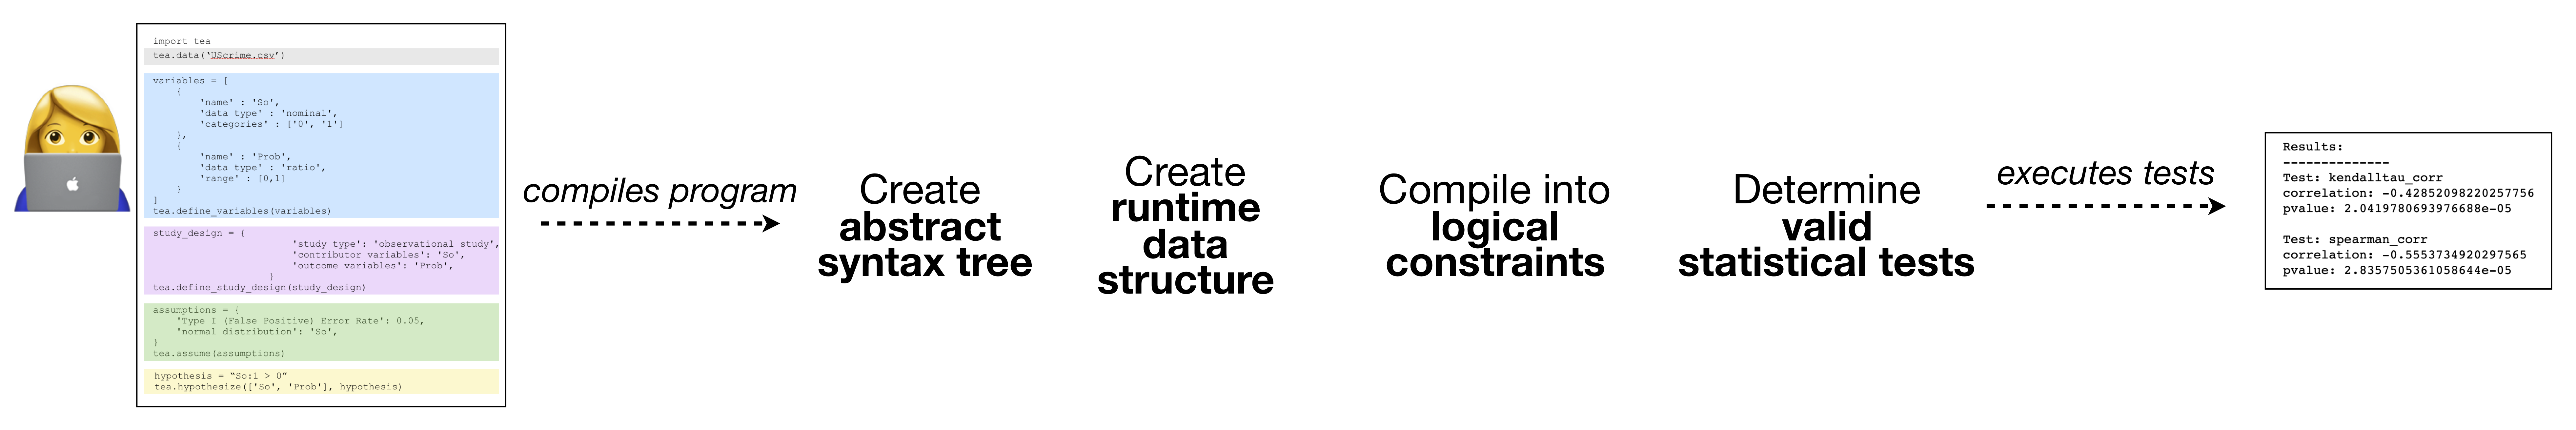 import tea
tea.data(‘UScrime.csv’)
variables = [
{
'name' : 'So',
'data type' : 'nominal',
'categories' : ['0', '1']
},
{
'name' : 'Prob',
'data type' : 'ratio',
'range' : [0,1]
}
]
tea.define_variables(variables)
study_design = {
'study type': 'observational study',
'contributor variables': 'So',
'outcome variables': 'Prob',
}
tea.define_study_design(study_design)
assumptions = {
'Type I (False Positive) Error Rate': 0.05,
'normal distribution': 'So',
}
tea.assume(assumptions)
hypothesis = “So:1 > 0”
tea.hypothesize(['So', 'Prob'], hypothesis)
compiles program
Create
abstract
syntax tree
Create
runtime
data
structure
Compile into
logical
constraints
Determine
valid
statistical tests
executes tests
Results:
--------------
Test: kendalltau_corr
correlation: -0.42852098220257756
pvalue: 2.0419780693976688e-05
Test: spearman_corr
correlation: -0.5553734920297565
pvalue: 2.8357505361058644e-05